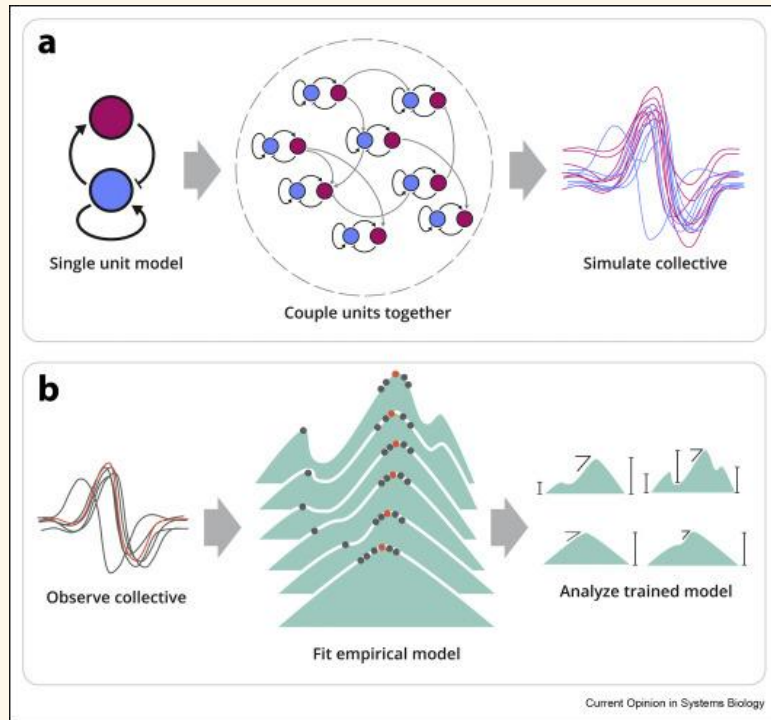 a
Single unit model
Couple units together
Simulate collective
b
Observe collective
Fit empirical model
Analyze trained model
Current Opinion in Systems Biology